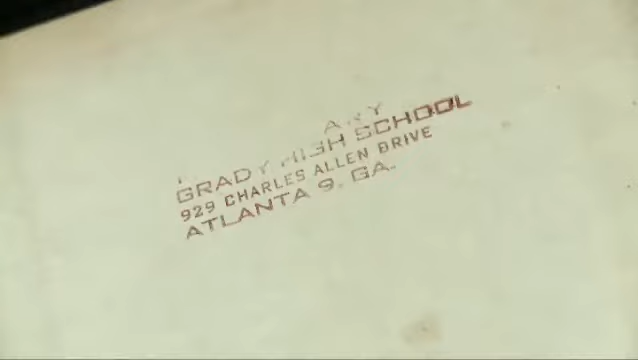 GRADY HIGH SCHOOL
929 CHARLES ALLEN DRIVE
ATLANTA 9, GA.